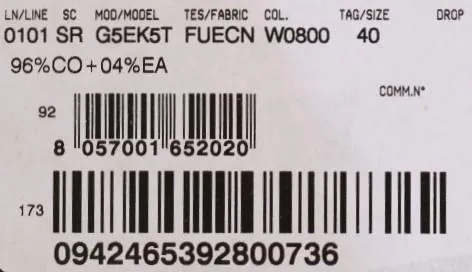 LN/LINE SC MOD/MODEL TES/FABRIC COL. TAG/SIZE DROP
0101 SR G5EK5T FUECN W0800 40
96%CO+04%EA
COMM.N°
92
8 057001 652020
173
0942465392800736